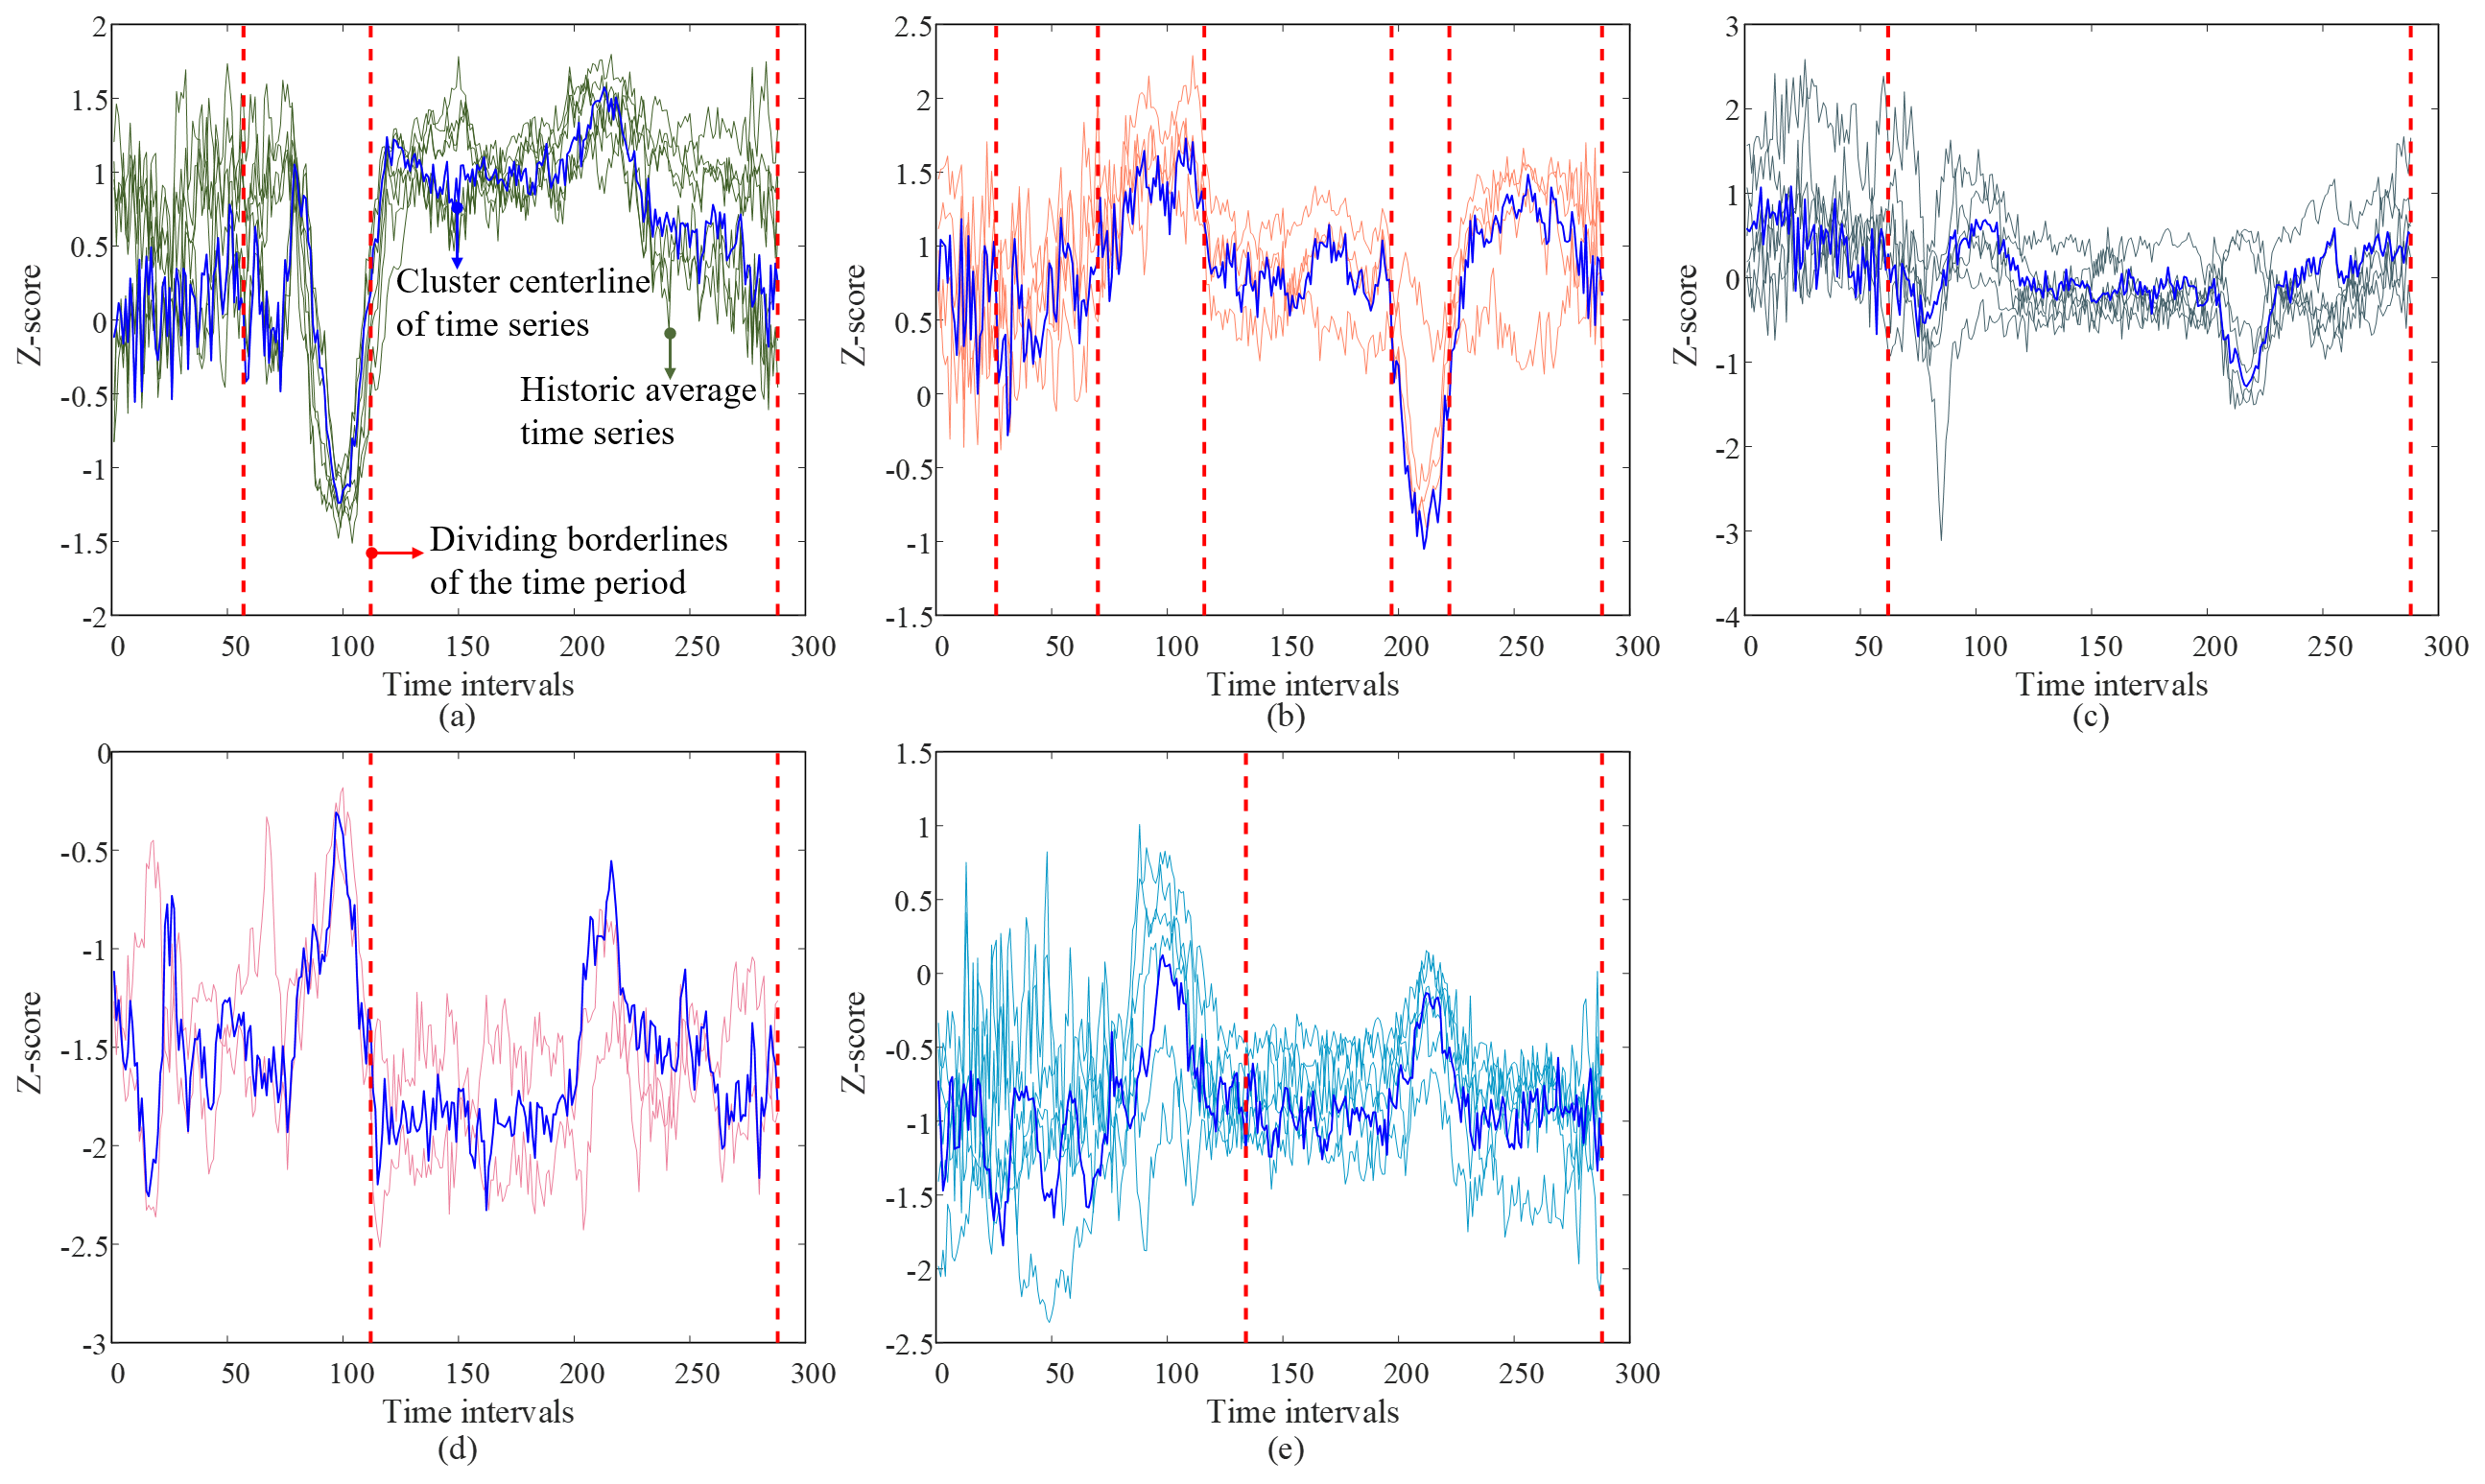 2
1.5
1
0.5
0
-0.5
-1
-1.5
-2
Z-score
0 50 100 150 200 250 300
Time intervals
(a)
Cluster centerline
of time series
Historic average
time series
Dividing borderlines
of the time period
2.5
2
1.5
1
0.5
0
-0.5
-1
-1.5
Z-score
0 50 100 150 200 250 300
Time intervals
(b)
3
2
1
0
-1
-2
-3
-4
Z-score
0 50 100 150 200 250 300
Time intervals
(c)
0
-0.5
-1
-1.5
-2
-2.5
-3
Z-score
0 50 100 150 200 250 300
Time intervals
(d)
1.5
1
0.5
0
-0.5
-1
-1.5
-2
-2.5
Z-score
0 50 100 150 200 250 300
Time intervals
(e)